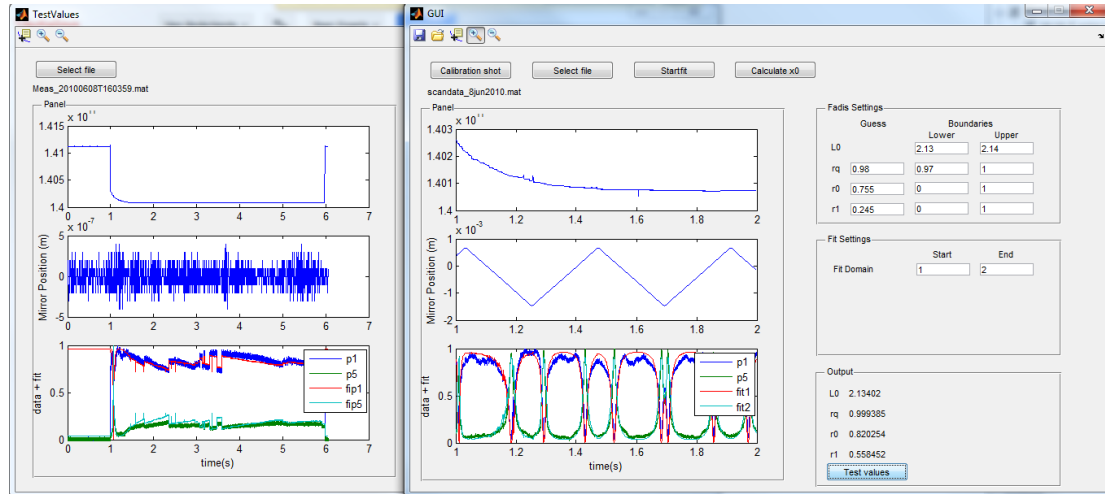 TestValues
Select file
Meas_20100608T160359.mat
Panel
x 10¹¹
1.415
1.41
1.405
1.4
0 1 2 3 4 5 6 7
x 10⁻⁷
5
0
-5
Mirror Position (m)
0 1 2 3 4 5 6 7
1
0.5
0
data + fit
p1
p5
fip1
fip5
0 1 2 3 4 5 6 7
time(s)
GUI
Calibration shot Select file Startfit Calculate x0
scandata_8jun2010.mat
Panel
x 10¹¹
1.403
1.402
1.401
1.4
1 1.2 1.4 1.6 1.8 2
x 10⁻³
1
0
-1
-2
Mirror Position (m)
1 1.2 1.4 1.6 1.8 2
1
0.5
0
data + fit
p1
p5
fit1
fit2
1 1.2 1.4 1.6 1.8 2
time(s)
Fadis Settings
Guess Boundaries
Lower Upper
L0 2.13 2.14
rq 0.98 0.97 1
r0 0.755 0 1
r1 0.245 0 1
Fit Settings
Start End
Fit Domain 1 2
Output
L0 2.13402
rq 0.999385
r0 0.820254
r1 0.558452
Test values